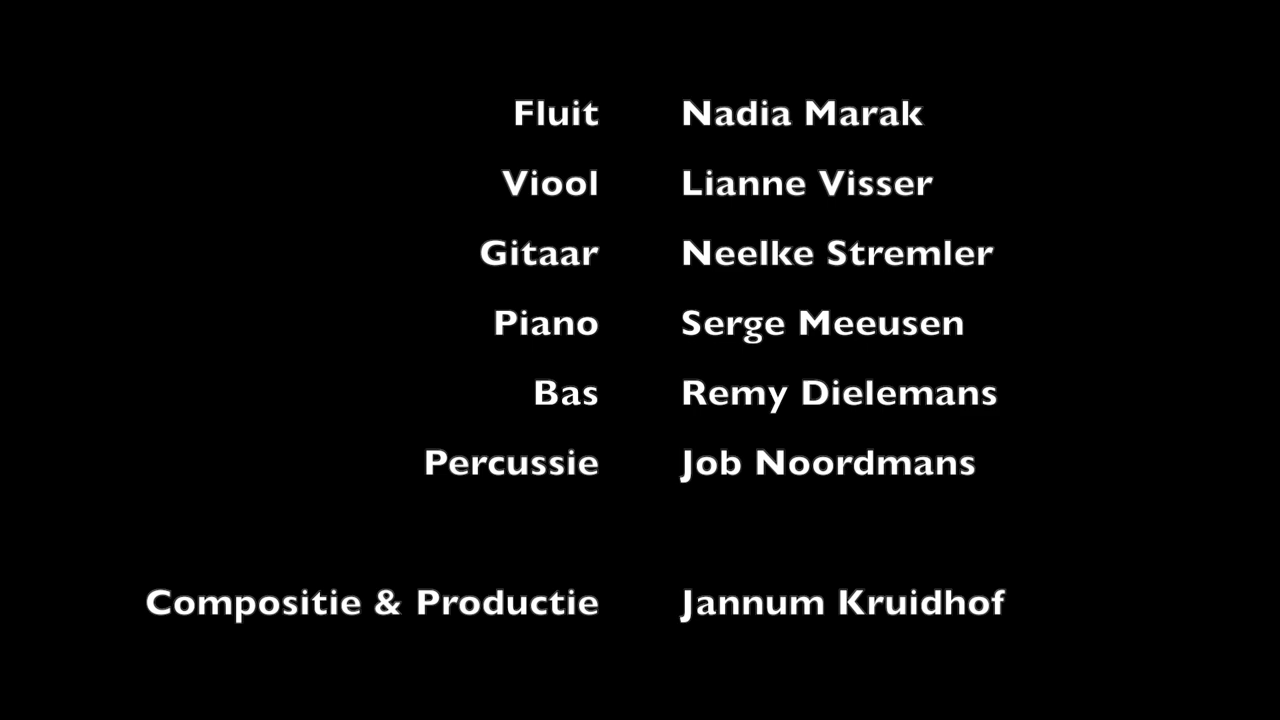 Fluit Nadia Marak
Viool Lianne Visser
Gitaar Neelke Stremler
Piano Serge Meeusen
Bas Remy Dielemans
Percussie Job Noordmans
Compositie & Productie Jannum Kruidhof